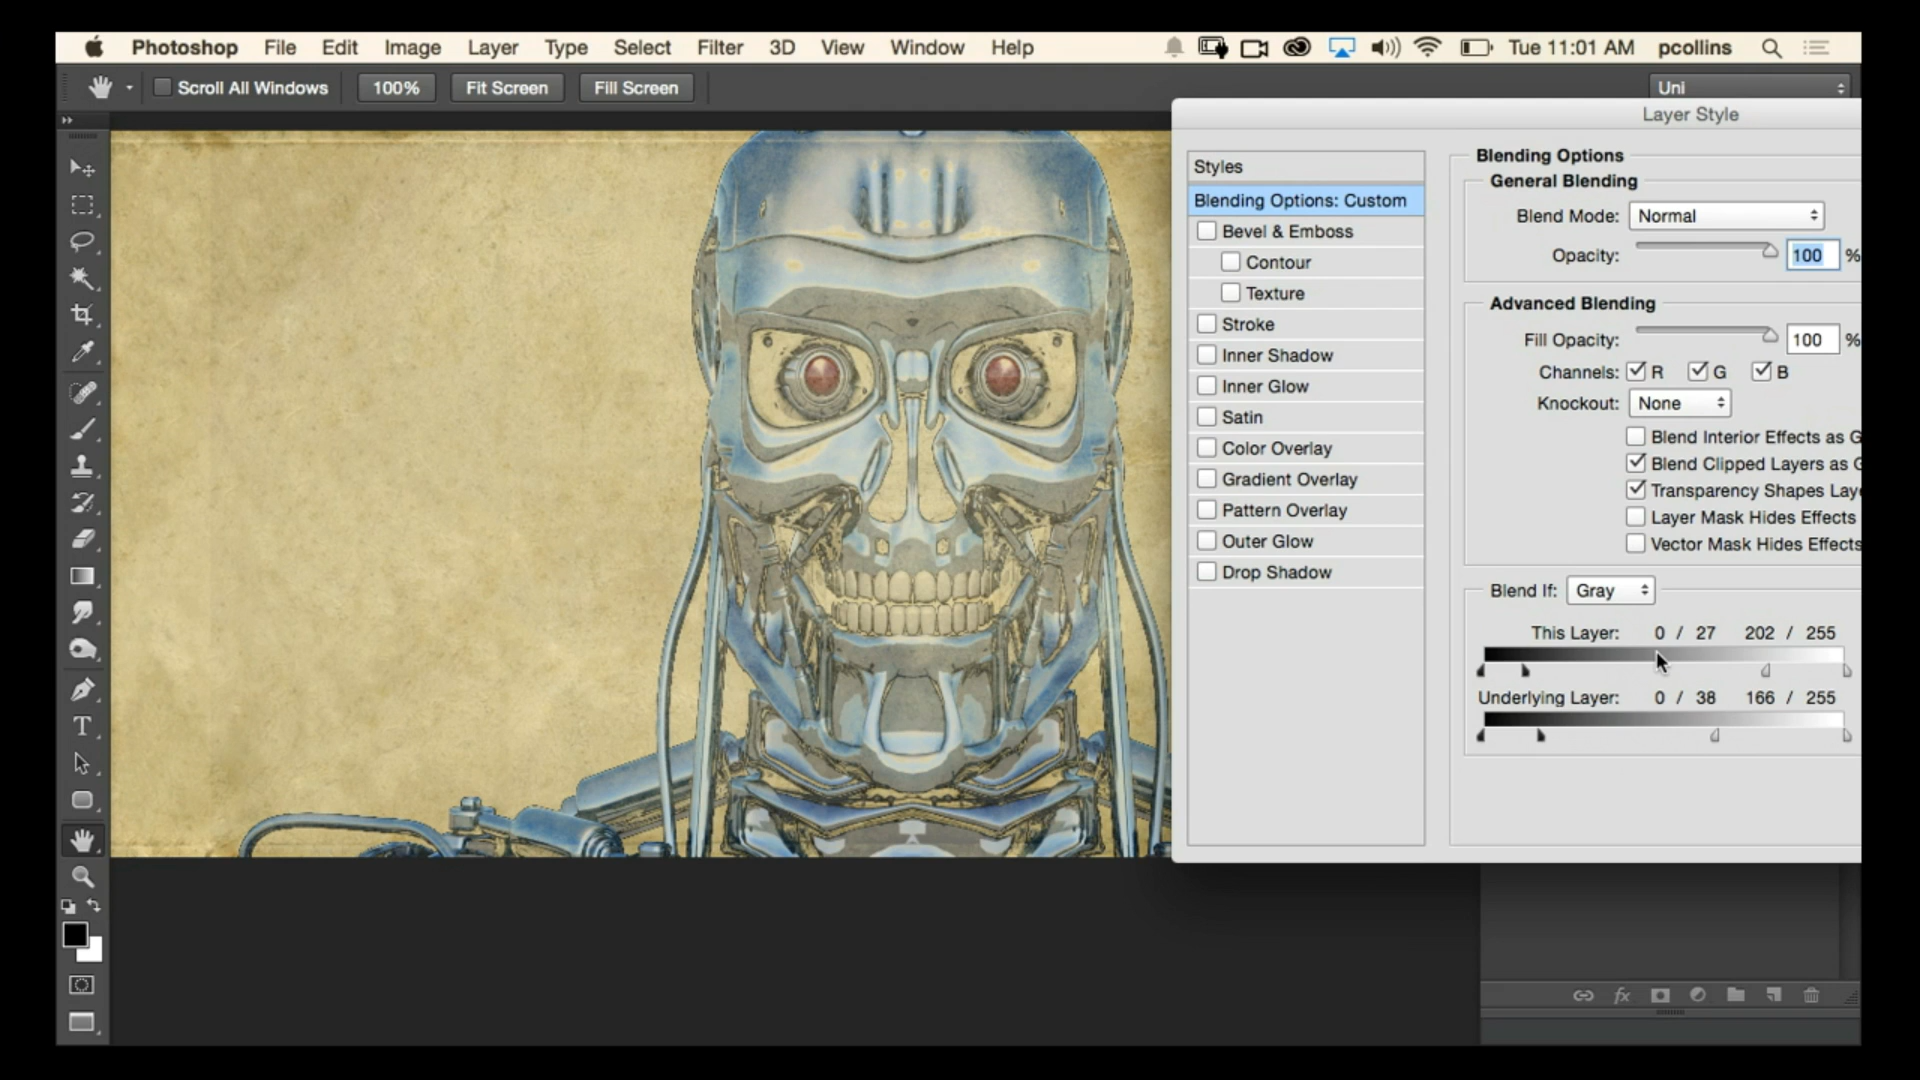 Photoshop File Edit Image Layer Type Select Filter 3D View Window Help Tue 11:01 AM pcollins
Scroll All Windows 100% Fit Screen Fill Screen Uni
Layer Style
Styles
Blending Options: Custom
Bevel & Emboss
Contour
Texture
Stroke
Inner Shadow
Inner Glow
Satin
Color Overlay
Gradient Overlay
Pattern Overlay
Outer Glow
Drop Shadow
Blending Options
General Blending
Blend Mode: Normal
Opacity: 100 %
Advanced Blending
Fill Opacity: 100 %
Channels: R G B
Knockout: None
Blend Interior Effects as G
Blend Clipped Layers as G
Transparency Shapes Lay
Layer Mask Hides Effects
Vector Mask Hides Effects
Blend If: Gray
This Layer: 0 / 27 202 / 255
Underlying Layer: 0 / 38 166 / 255
T
fx